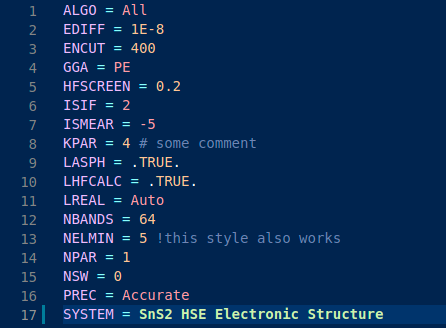 1 ALGO = All
2 EDIFF = 1E-8
3 ENCUT = 400
4 GGA = PE
5 HFSCREEN = 0.2
6 ISIF = 2
7 ISMEAR = -5
8 KPAR = 4 # some comment
9 LASPH = .TRUE.
10 LHFCALC = .TRUE.
11 LREAL = Auto
12 NBANDS = 64
13 NELMIN = 5 !this style also works
14 NPAR = 1
15 NSW = 0
16 PREC = Accurate
17 SYSTEM = SnS2 HSE Electronic Structure